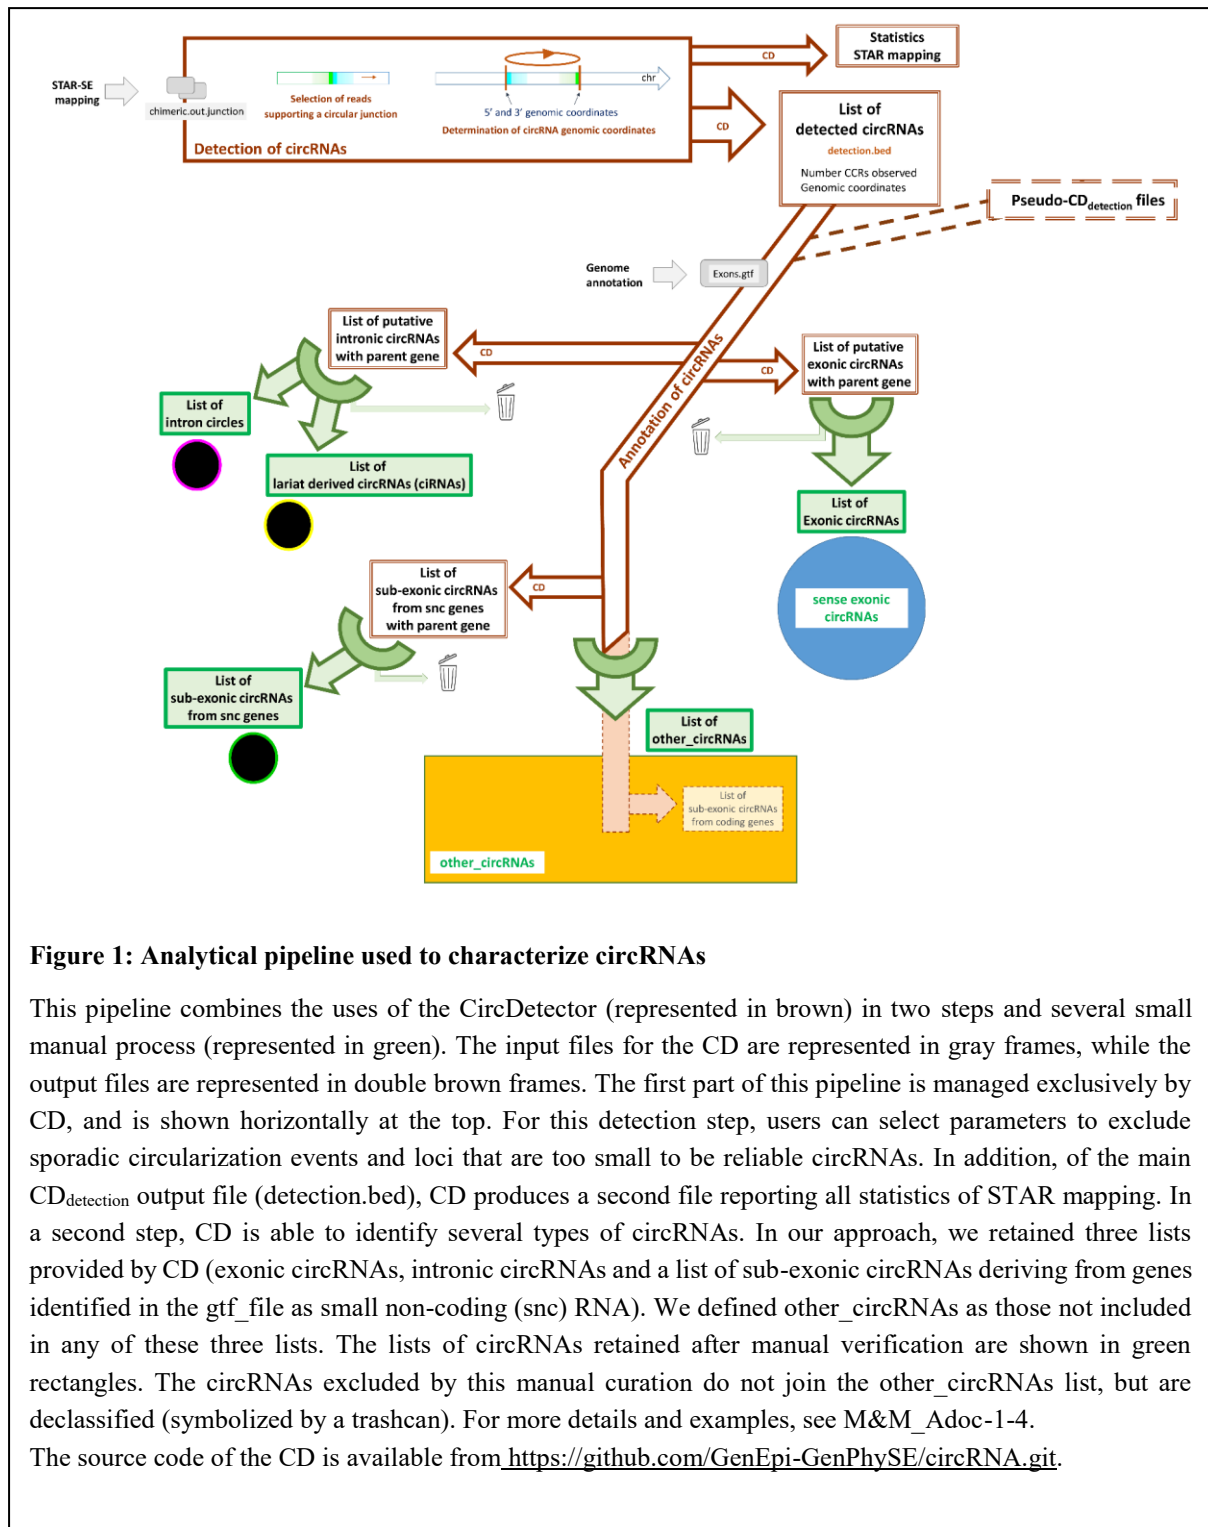 STAR-SE
mapping
chimeric.out.junction
Selection of reads
supporting a circular junction
chr
5’ and 3’ genomic coordinates
Determination of circRNA genomic coordinates
Detection of circRNAs
CD
Statistics
STAR mapping
CD
List of
detected circRNAs
detection.bed
Number CCRs observed
Genomic coordinates
Pseudo-CDdetection files
Genome
annotation
Exons.gtf
Annotation of circRNAs
List of putative
intronic circRNAs
with parent gene
CD
CD
List of putative
exonic circRNAs
with parent gene
List of
intron circles
List of
lariat derived circRNAs (ciRNAs)
List of
Exonic circRNAs
sense exonic
circRNAs
List of
sub-exonic circRNAs
from snc genes
with parent gene
CD
List of
sub-exonic circRNAs
from snc genes
List of
other_circRNAs
List of
sub-exonic circRNAs
from coding genes
other_circRNAs
Figure 1: Analytical pipeline used to characterize circRNAs
This pipeline combines the uses of the CircDetector (represented in brown) in two steps and several small
manual process (represented in green). The input files for the CD are represented in gray frames, while the
output files are represented in double brown frames. The first part of this pipeline is managed exclusively by
CD, and is shown horizontally at the top. For this detection step, users can select parameters to exclude
sporadic circularization events and loci that are too small to be reliable circRNAs. In addition, of the main
CDdetection output file (detection.bed), CD produces a second file reporting all statistics of STAR mapping. In
a second step, CD is able to identify several types of circRNAs. In our approach, we retained three lists
provided by CD (exonic circRNAs, intronic circRNAs and a list of sub-exonic circRNAs deriving from genes
identified in the gtf_file as small non-coding (snc) RNA). We defined other_circRNAs as those not included
in any of these three lists. The lists of circRNAs retained after manual verification are shown in green
rectangles. The circRNAs excluded by this manual curation do not join the other_circRNAs list, but are
declassified (symbolized by a trashcan). For more details and examples, see M&M_Adoc-1-4.
The source code of the CD is available from https://github.com/GenEpi-GenPhySE/circRNA.git.